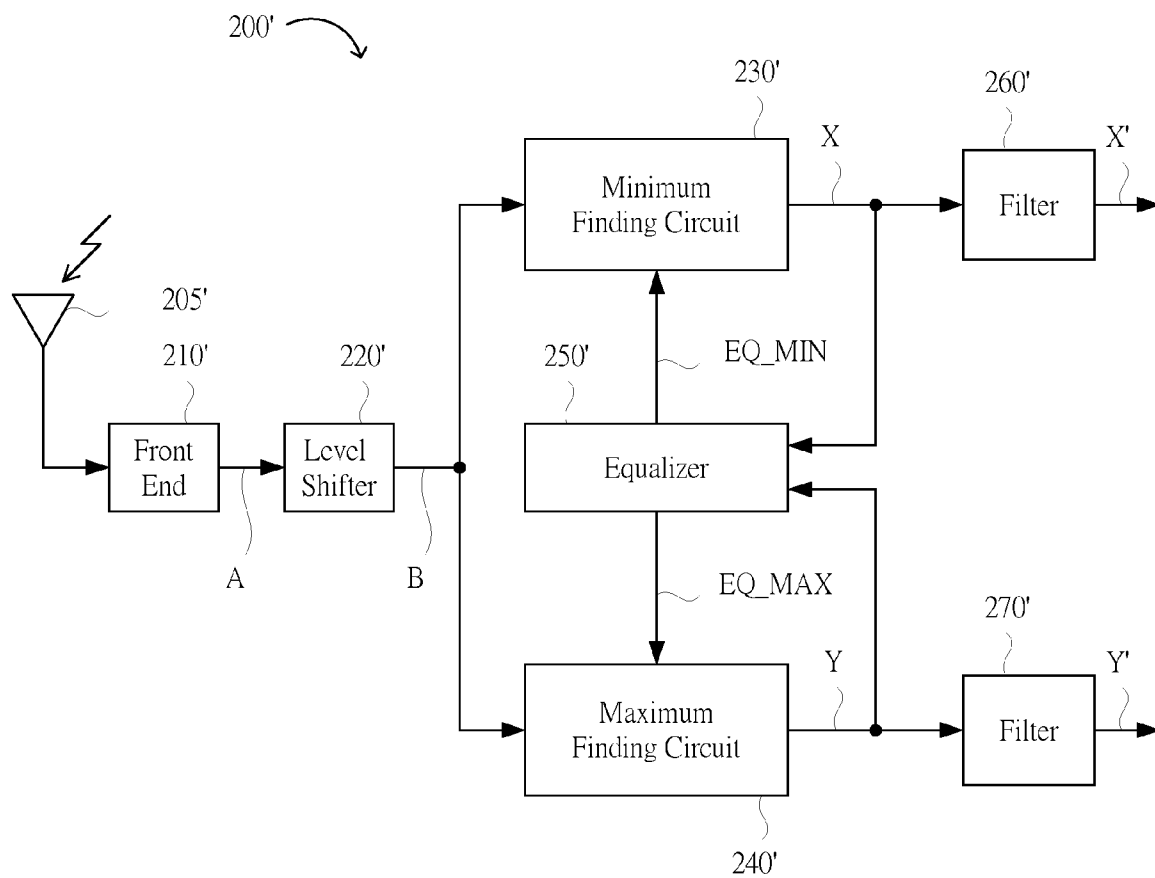 200'
230'
260'
X
X'
Minimum
Finding Circuit
Filter
205'
210'
220'
250'
EQ_MIN
Front
End
Level
Shifter
Equalizer
A
B
EQ_MAX
270'
Y
Y'
Maximum
Finding Circuit
Filter
240'